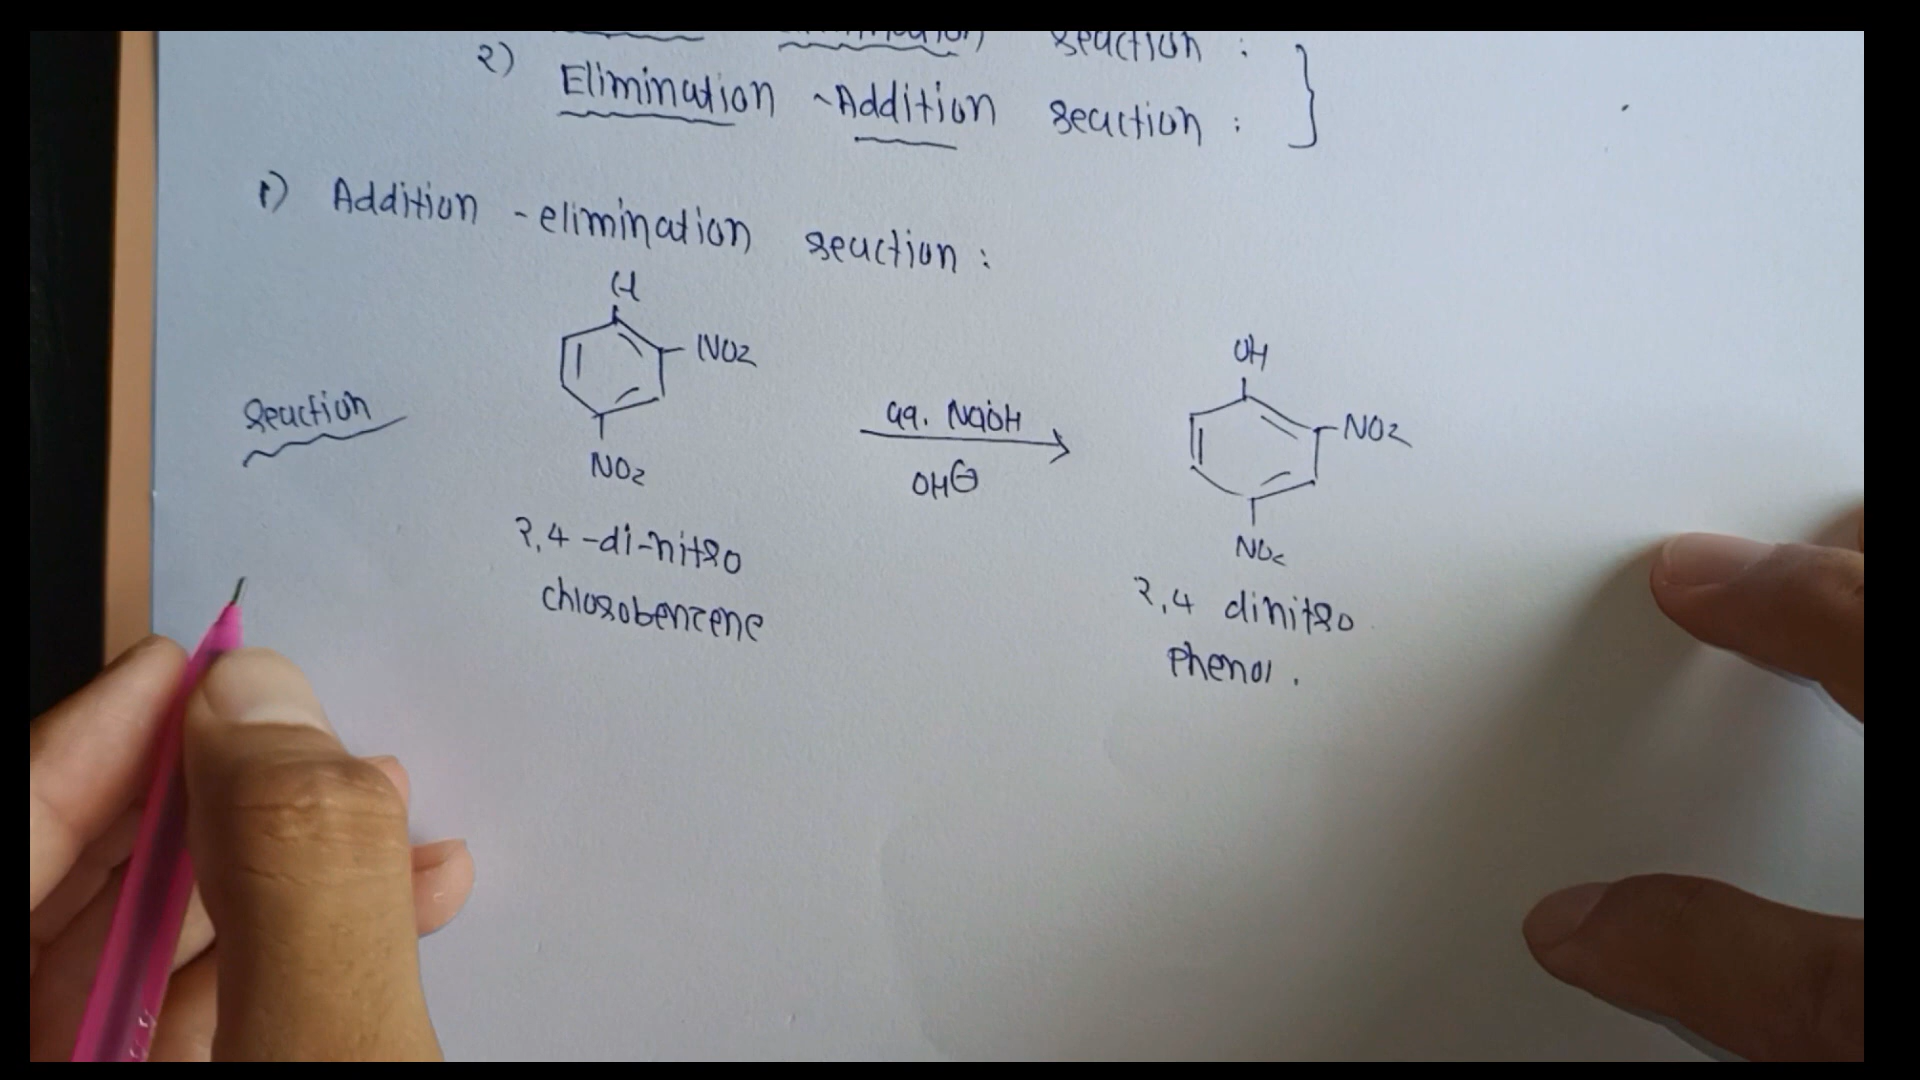 reaction :
2) Elimination - Addition reaction :
1) Addition - elimination reaction :
Cl
NO2
NO2
Reaction
aq. NaOH
OH⊖
OH
NO2
NO2
2,4 -di-nitro
chlorobenzene
2,4 dinitro
Phenol .